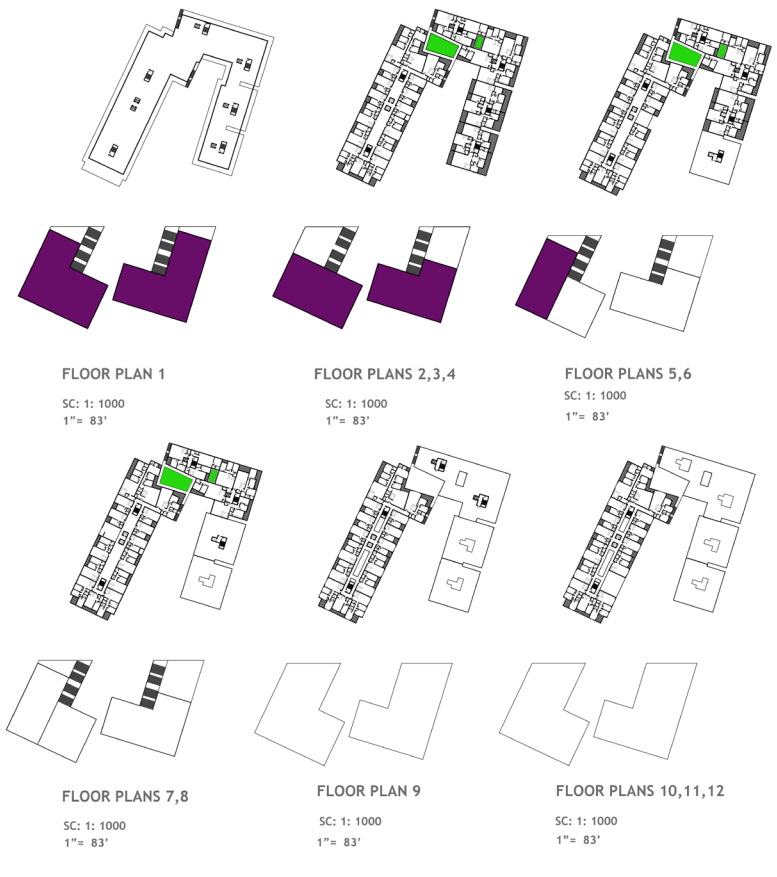 FLOOR PLAN 1
SC: 1: 1000
1”= 83’
FLOOR PLANS 2,3,4
SC: 1: 1000
1”= 83’
FLOOR PLANS 5,6
SC: 1: 1000
1”= 83’
FLOOR PLANS 7,8
SC: 1: 1000
1”= 83’
FLOOR PLAN 9
SC: 1: 1000
1”= 83’
FLOOR PLANS 10,11,12
SC: 1: 1000
1”= 83’